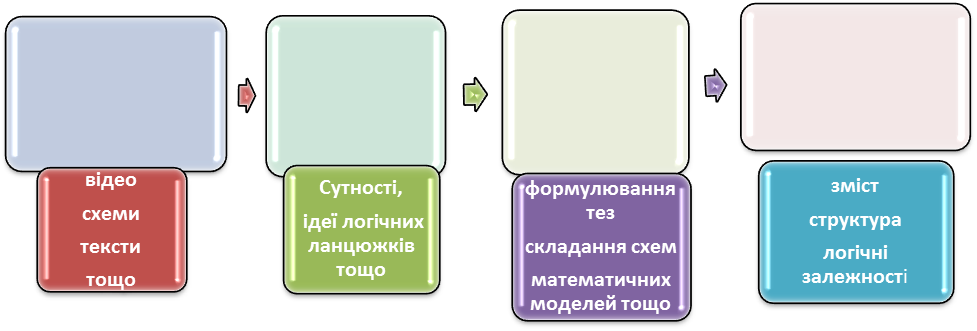 відео
схеми
тексти
тощо
Сутності,
ідеї логічних
ланцюжків
тощо
формулювання
тез
складання схем
математичних
моделей тощо
зміст
структура
логічні
залежності